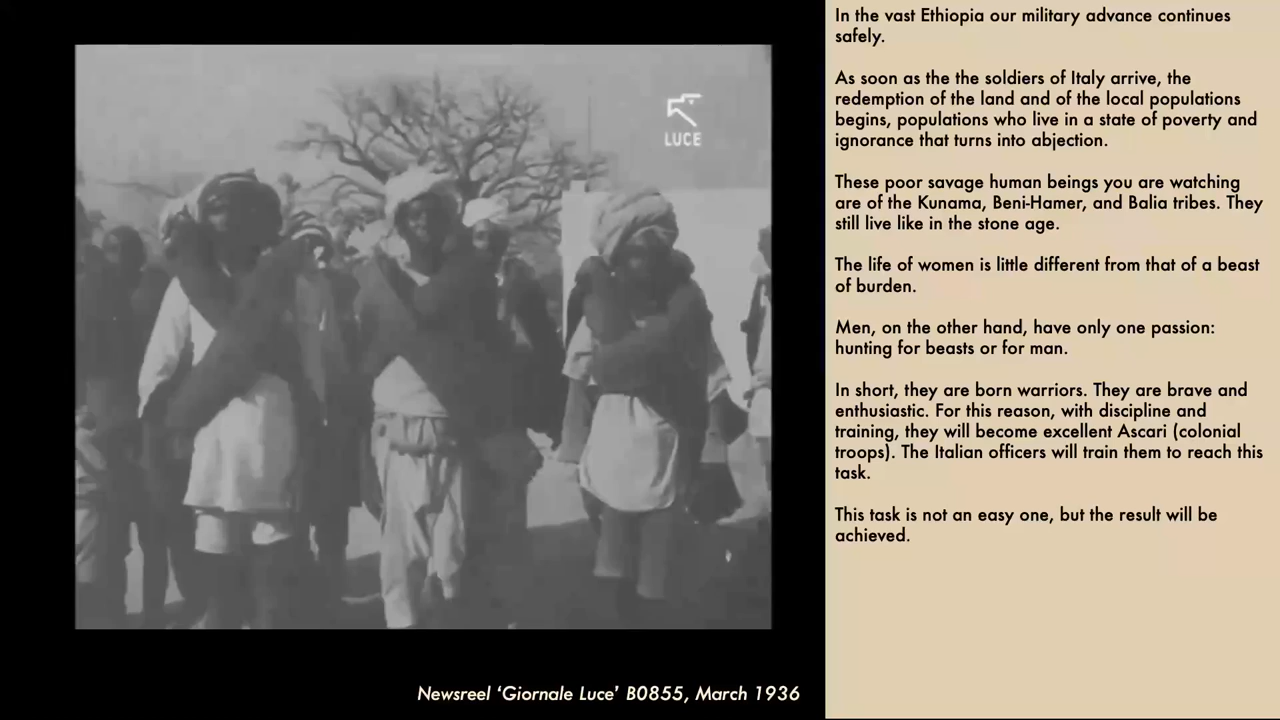 LUCE
Newsreel ‘Giornale Luce’ B0855, March 1936
In the vast Ethiopia our military advance continues
safely.
As soon as the the soldiers of Italy arrive, the
redemption of the land and of the local populations
begins, populations who live in a state of poverty and
ignorance that turns into abjection.
These poor savage human beings you are watching
are of the Kunama, Beni-Hamer, and Balia tribes. They
still live like in the stone age.
The life of women is little different from that of a beast
of burden.
Men, on the other hand, have only one passion:
hunting for beasts or for man.
In short, they are born warriors. They are brave and
enthusiastic. For this reason, with discipline and
training, they will become excellent Ascari (colonial
troops). The Italian officers will train them to reach this
task.
This task is not an easy one, but the result will be
achieved.